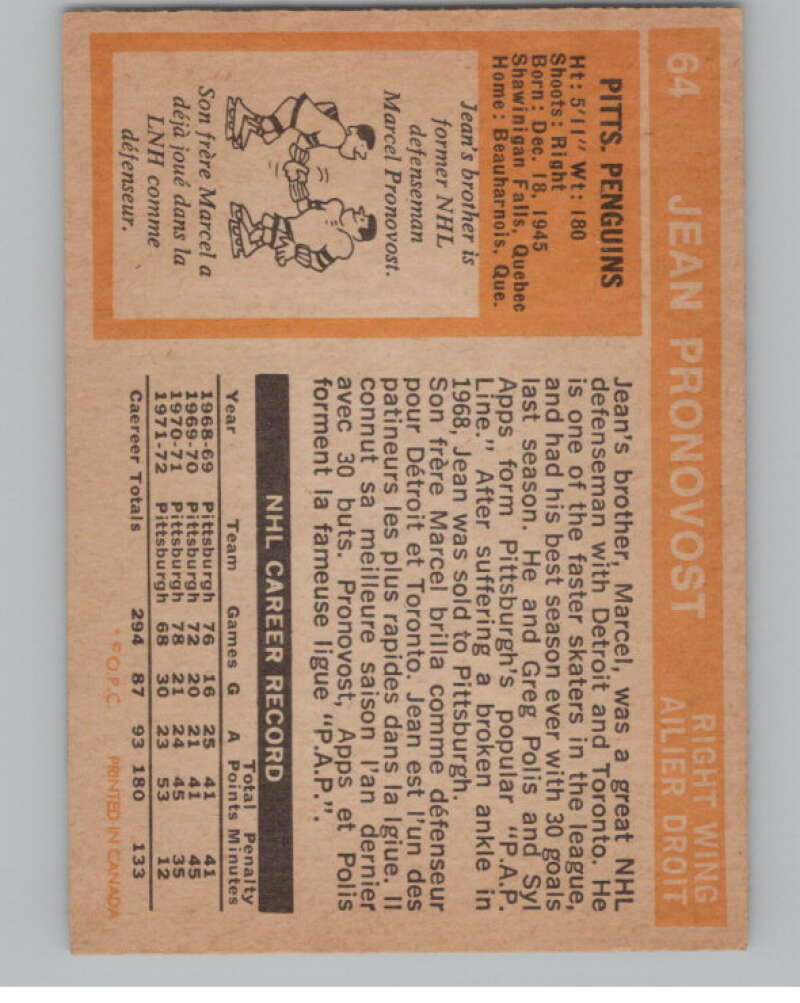 64 JEAN PRONOVOST RIGHT WING
AILIER DROIT
PITTS. PENGUINS
Ht: 5'11" Wt: 180
Shoots: Right
Born: Dec. 18, 1945
Shawinigan Falls, Quebec
Home: Beauharnois, Que.
Jean's brother is
former NHL
defenseman
Marcel Pronovost.
Son frère Marcel a
déjà joué dans la
LNH comme
défenseur.
Jean's brother, Marcel, was a great NHL
defenseman with Detroit and Toronto. He
is one of the faster skaters in the league,
and had his best season ever with 30 goals
last season. He and Greg Polis and Syl
Apps form Pittsburgh's popular "P.A.P.
Line." After suffering a broken ankle in
1968, Jean was sold to Pittsburgh.
Son frère Marcel brilla comme défenseur
pour Détroit et Toronto. Jean est l'un des
patineurs les plus rapides dans la lgiue. Il
connut sa meilleure saison l'an dernier
avec 30 buts. Pronovost, Apps et Polis
forment la fameuse ligue "P.A.P.".
NHL CAREER RECORD
Total Penalty
Year Team Games G A Points Minutes
1968-69 Pittsburgh 76 16 25 41 41
1969-70 Pittsburgh 72 20 21 41 45
1970-71 Pittsburgh 78 21 24 45 35
1971-72 Pittsburgh 68 30 23 53 12
Caereer Totals 294 87 93 180 133
* © O.P.C. PRINTED IN CANADA